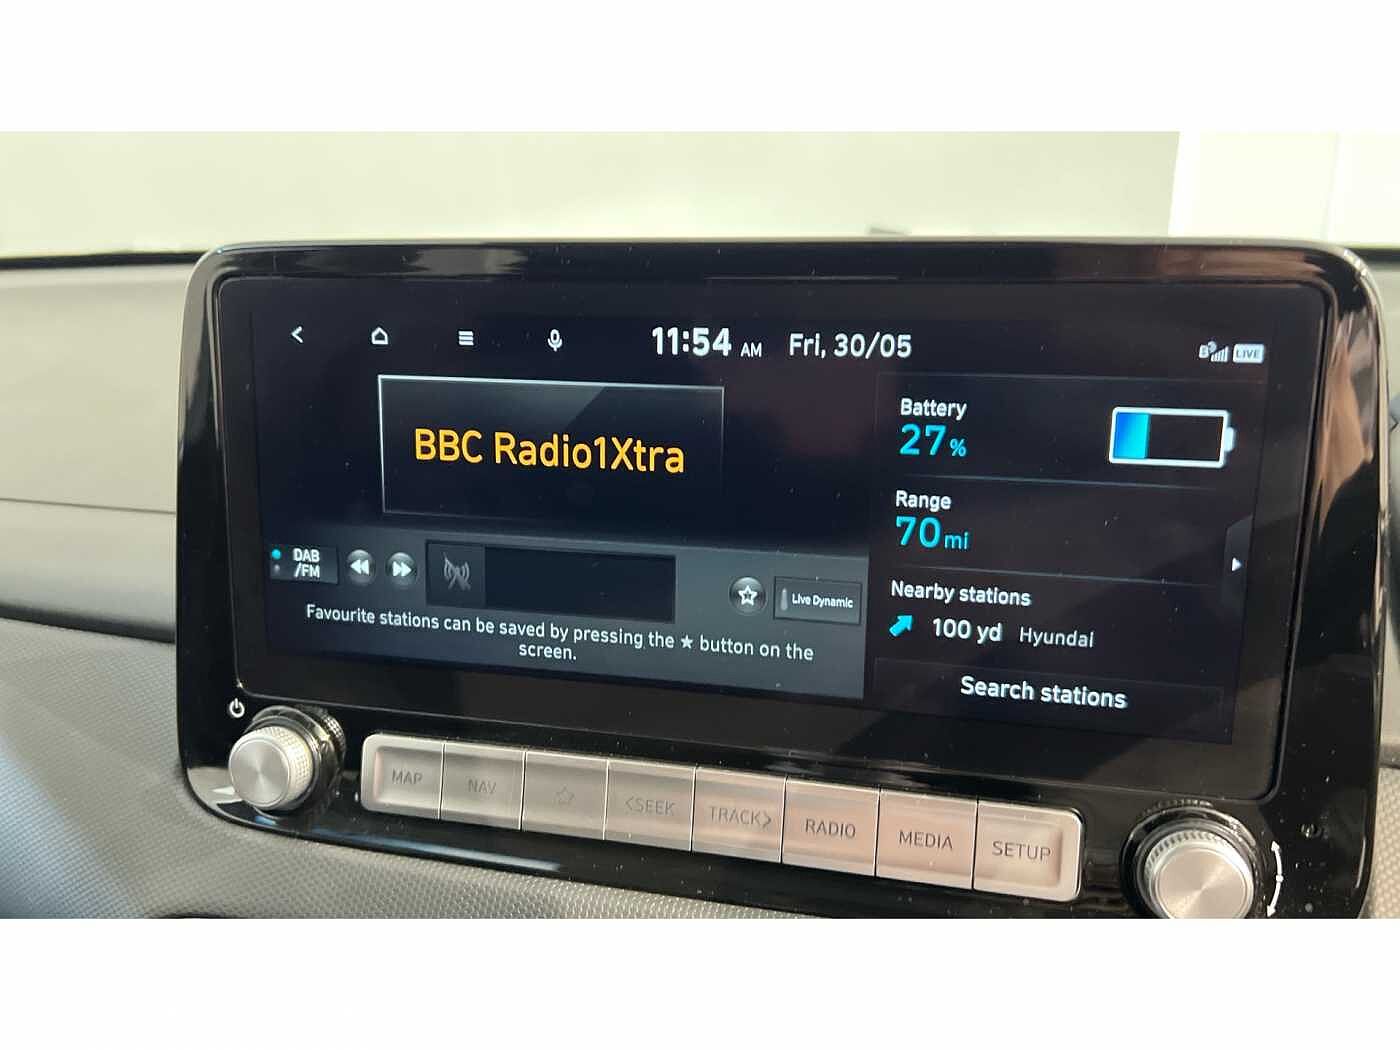 11:54 AM Fri, 30/05
LIVE
BBC Radio1Xtra
Battery
27%
Range
70mi
Nearby stations
100 yd Hyundai
Search stations
DAB
/FM
Live Dynamic
Favourite stations can be saved by pressing the ★ button on the
screen.
MAP NAV <SEEK TRACK> RADIO MEDIA SETUP